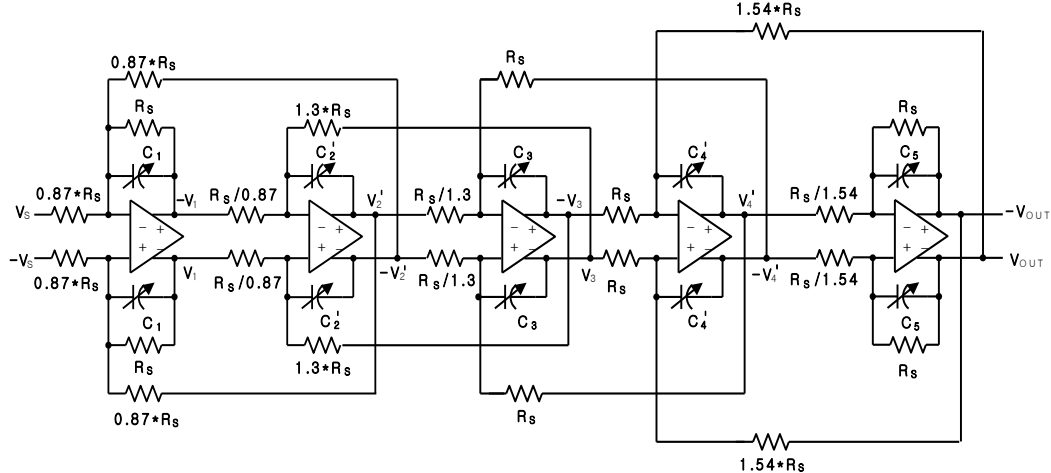 1.54*Rs
0.87*Rs
Rs
Rs
1.3*Rs
Rs
C1
C2'
C3
C4'
C5
0.87*Rs
Rs/0.87
Rs/1.3
Rs
Rs/1.54
Vs
-V1
V2'
-V3
V4'
-VOUT
- +
- +
- +
- +
- +
+ -
+ -
+ -
+ -
+ -
-Vs
V1
-V2'
V3
-V4'
VOUT
0.87*Rs
Rs/0.87
Rs/1.3
Rs
Rs/1.54
C1
C2'
C3
C4'
C5
Rs
1.3*Rs
Rs
0.87*Rs
Rs
1.54*Rs